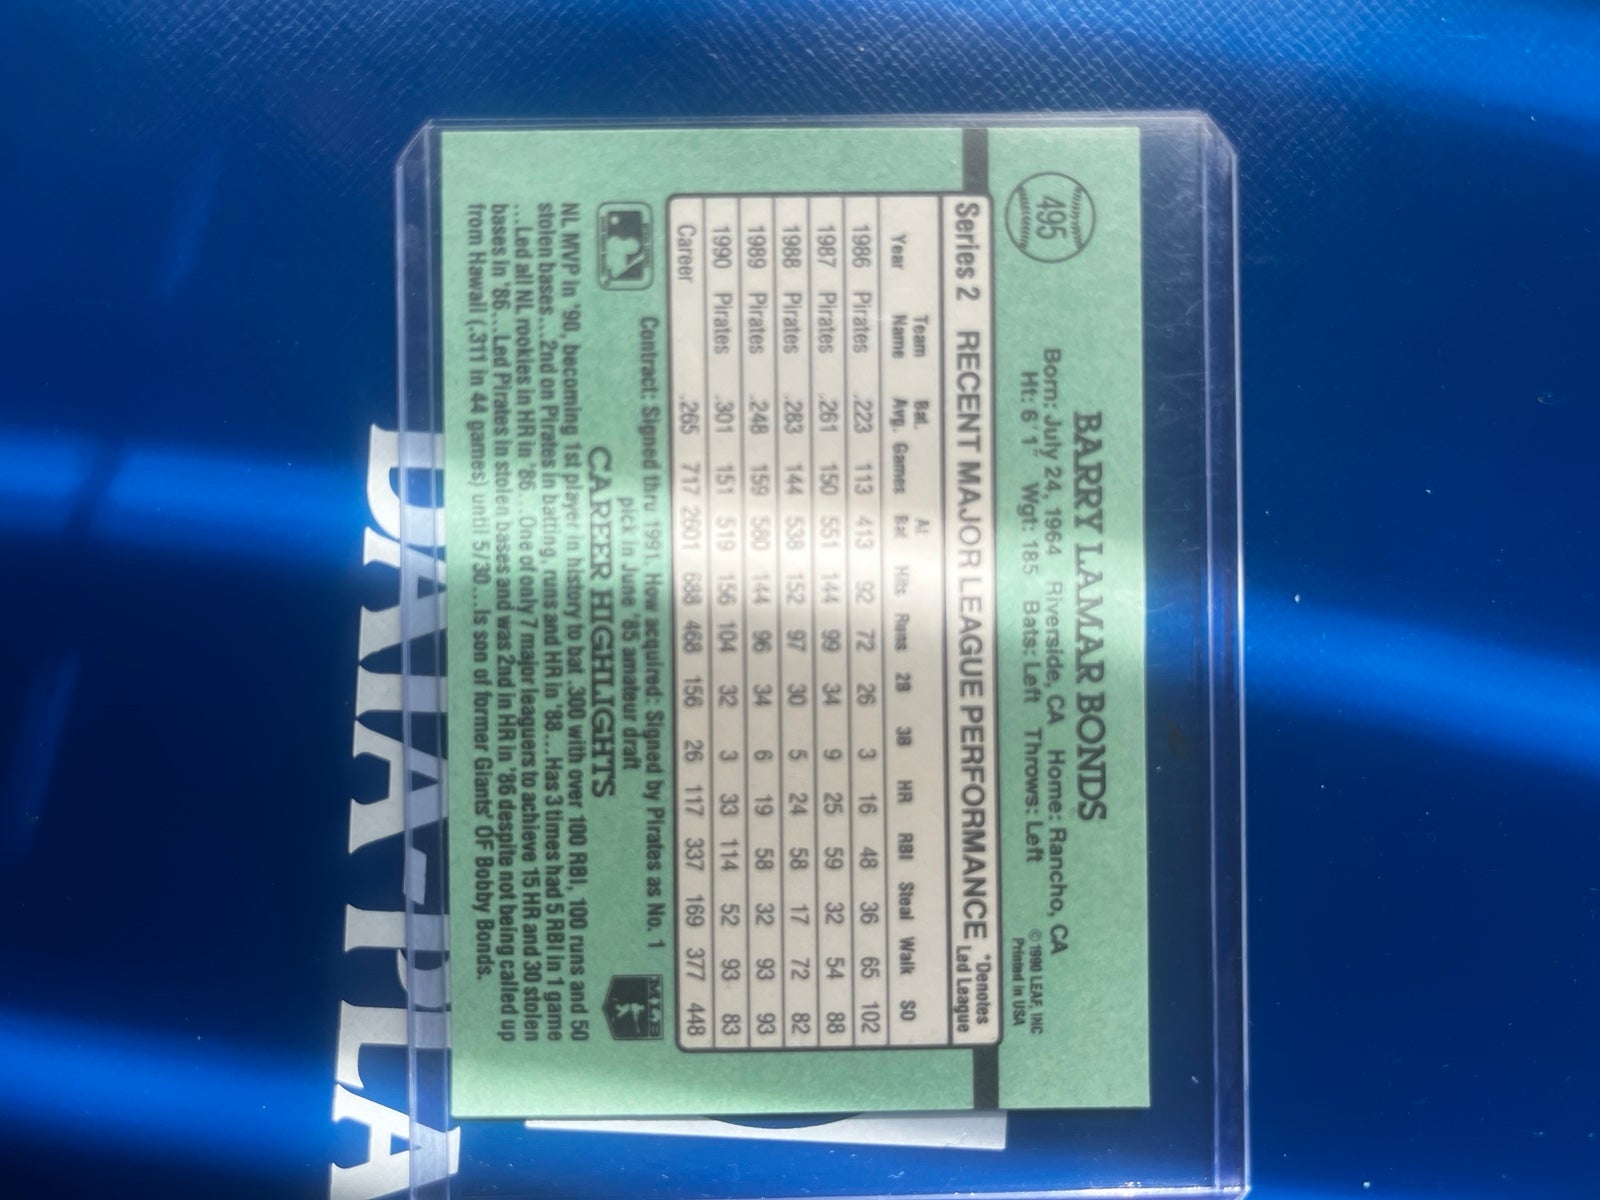 495
BARRY LAMAR BONDS
Born: July 24, 1964 Riverside, CA Home: Rancho, CA
Ht: 6'1" Wgt: 185 Bats: Left Throws: Left
© 1990 LEAF, INC
Printed in USA
Series 2 RECENT MAJOR LEAGUE PERFORMANCE *Denotes Led League
Year Team Name Bat. Avg. Games At Bat Hits Runs 2B 3B HR RBI Steal Walk SO
1986 Pirates .223 113 413 92 72 26 3 16 48 36 65 102
1987 Pirates .261 150 551 144 99 34 9 25 59 32 54 88
1988 Pirates .283 144 538 152 97 30 5 24 58 17 72 82
1989 Pirates .248 159 580 144 96 34 6 19 58 32 93 93
1990 Pirates .301 151 519 156 104 32 3 33 114 52 93 83
Career .265 717 2601 688 468 156 26 117 337 169 377 448
Contract: Signed thru 1991. How acquired: Signed by Pirates as No. 1
pick in June '85 amateur draft
CAREER HIGHLIGHTS
MLB
NL MVP in '90, becoming 1st player in history to bat .300 with over 100 RBI, 100 runs and 50
stolen bases...2nd on Pirates in batting, runs and HR in '88...Has 3 times had 5 RBI in 1 game
...Led all NL rookies in HR in '86...One of only 7 major leaguers to achieve 15 HR and 30 stolen
bases in '86...Led Pirates in stolen bases and was 2nd in HR in '86 despite not being called up
from Hawaii (.311 in 44 games) until 5/30...Is son of former Giants' OF Bobby Bonds.